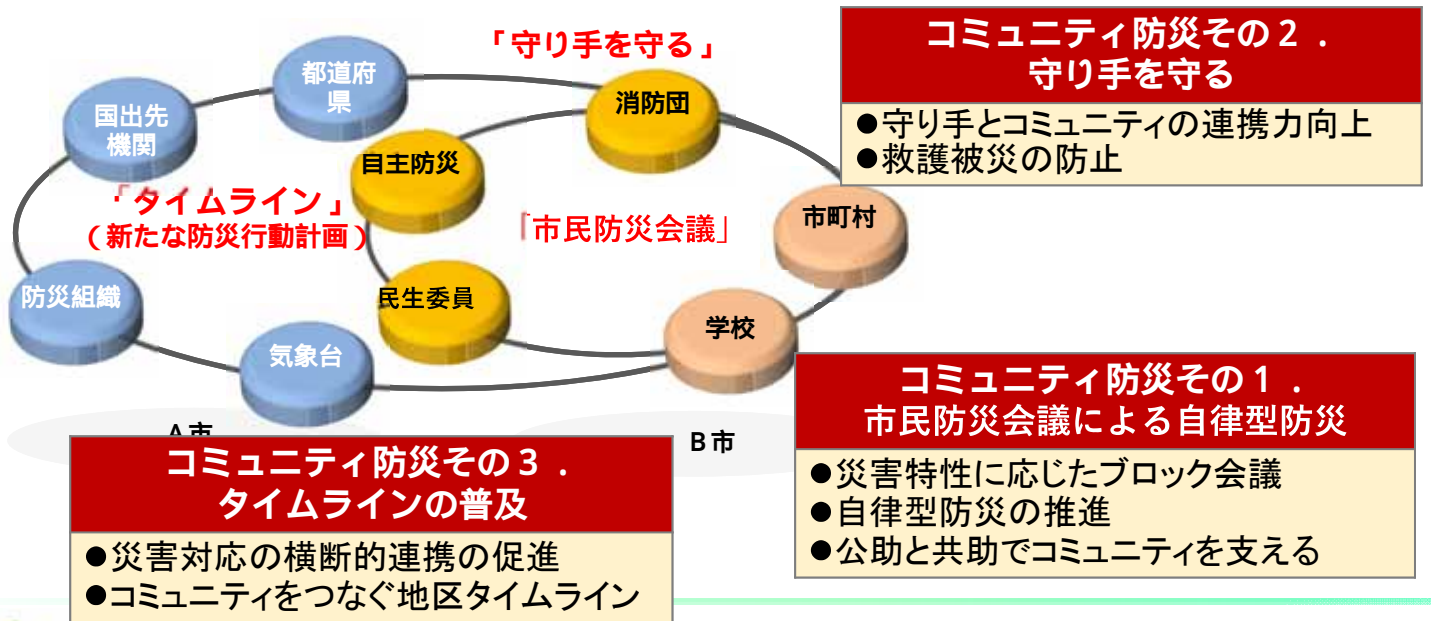 「守り手を守る」
都道府
県
国出先
機関
消防団
自主防災
「タイムライン」
(新たな防災行動計画)
「市民防災会議」
市町村
防災組織
民生委員
学校
気象台
A市
B市
コミュニティ防災その2.
守り手を守る
●守り手とコミュニティの連携力向上
●救護被災の防止
コミュニティ防災その1.
市民防災会議による自律型防災
●災害特性に応じたブロック会議
●自律型防災の推進
●公助と共助でコミュニティを支える
コミュニティ防災その3.
タイムラインの普及
●災害対応の横断的連携の促進
●コミュニティをつなぐ地区タイムライン